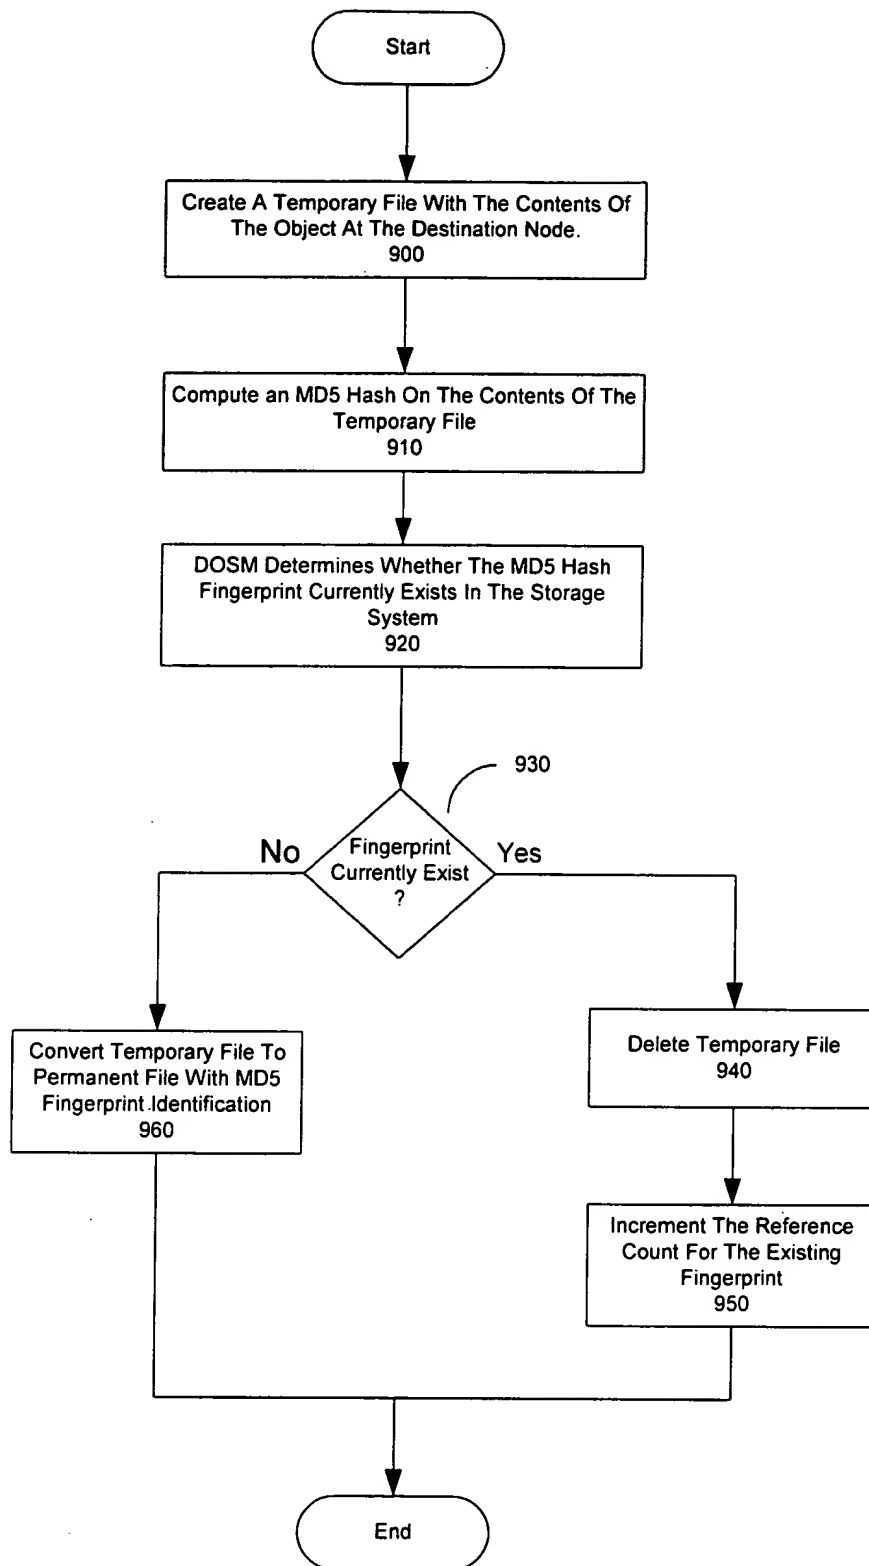 Start
Create A Temporary File With The Contents Of
The Object At The Destination Node.
900
Compute an MD5 Hash On The Contents Of The
Temporary File
910
DOSM Determines Whether The MD5 Hash
Fingerprint Currently Exists In The Storage
System
920
930
No
Fingerprint
Currently Exist
?
Yes
Convert Temporary File To
Permanent File With MD5
Fingerprint Identification
960
Delete Temporary File
940
Increment The Reference
Count For The Existing
Fingerprint
950
End